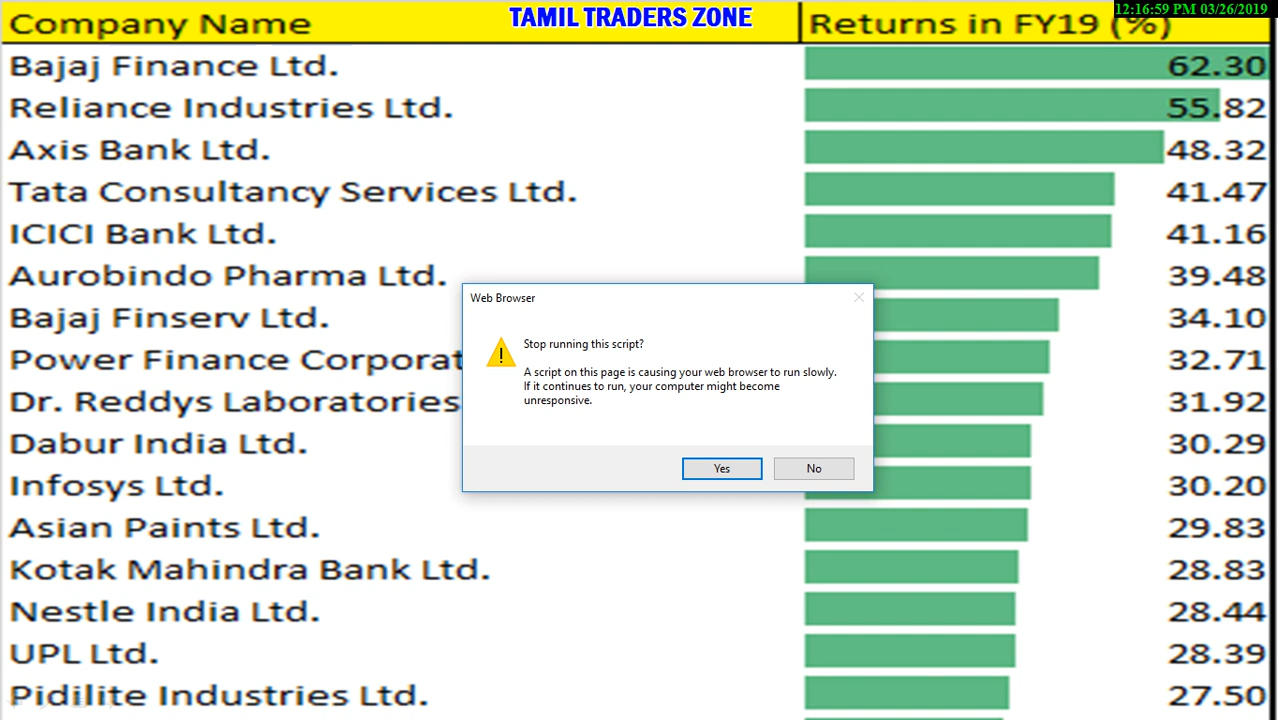 TAMIL TRADERS ZONE
12:16:59 PM 03/26/2019
Company Name Returns in FY19 (%)
Bajaj Finance Ltd. 62.30
Reliance Industries Ltd. 55.82
Axis Bank Ltd. 48.32
Tata Consultancy Services Ltd. 41.47
ICICI Bank Ltd. 41.16
Aurobindo Pharma Ltd. 39.48
Bajaj Finserv Ltd. 34.10
Power Finance Corporat 32.71
Dr. Reddys Laboratories 31.92
Dabur India Ltd. 30.29
Infosys Ltd. 30.20
Asian Paints Ltd. 29.83
Kotak Mahindra Bank Ltd. 28.83
Nestle India Ltd. 28.44
UPL Ltd. 28.39
Pidilite Industries Ltd. 27.50
Web Browser
Stop running this script?
A script on this page is causing your web browser to run slowly.
If it continues to run, your computer might become
unresponsive.
Yes No